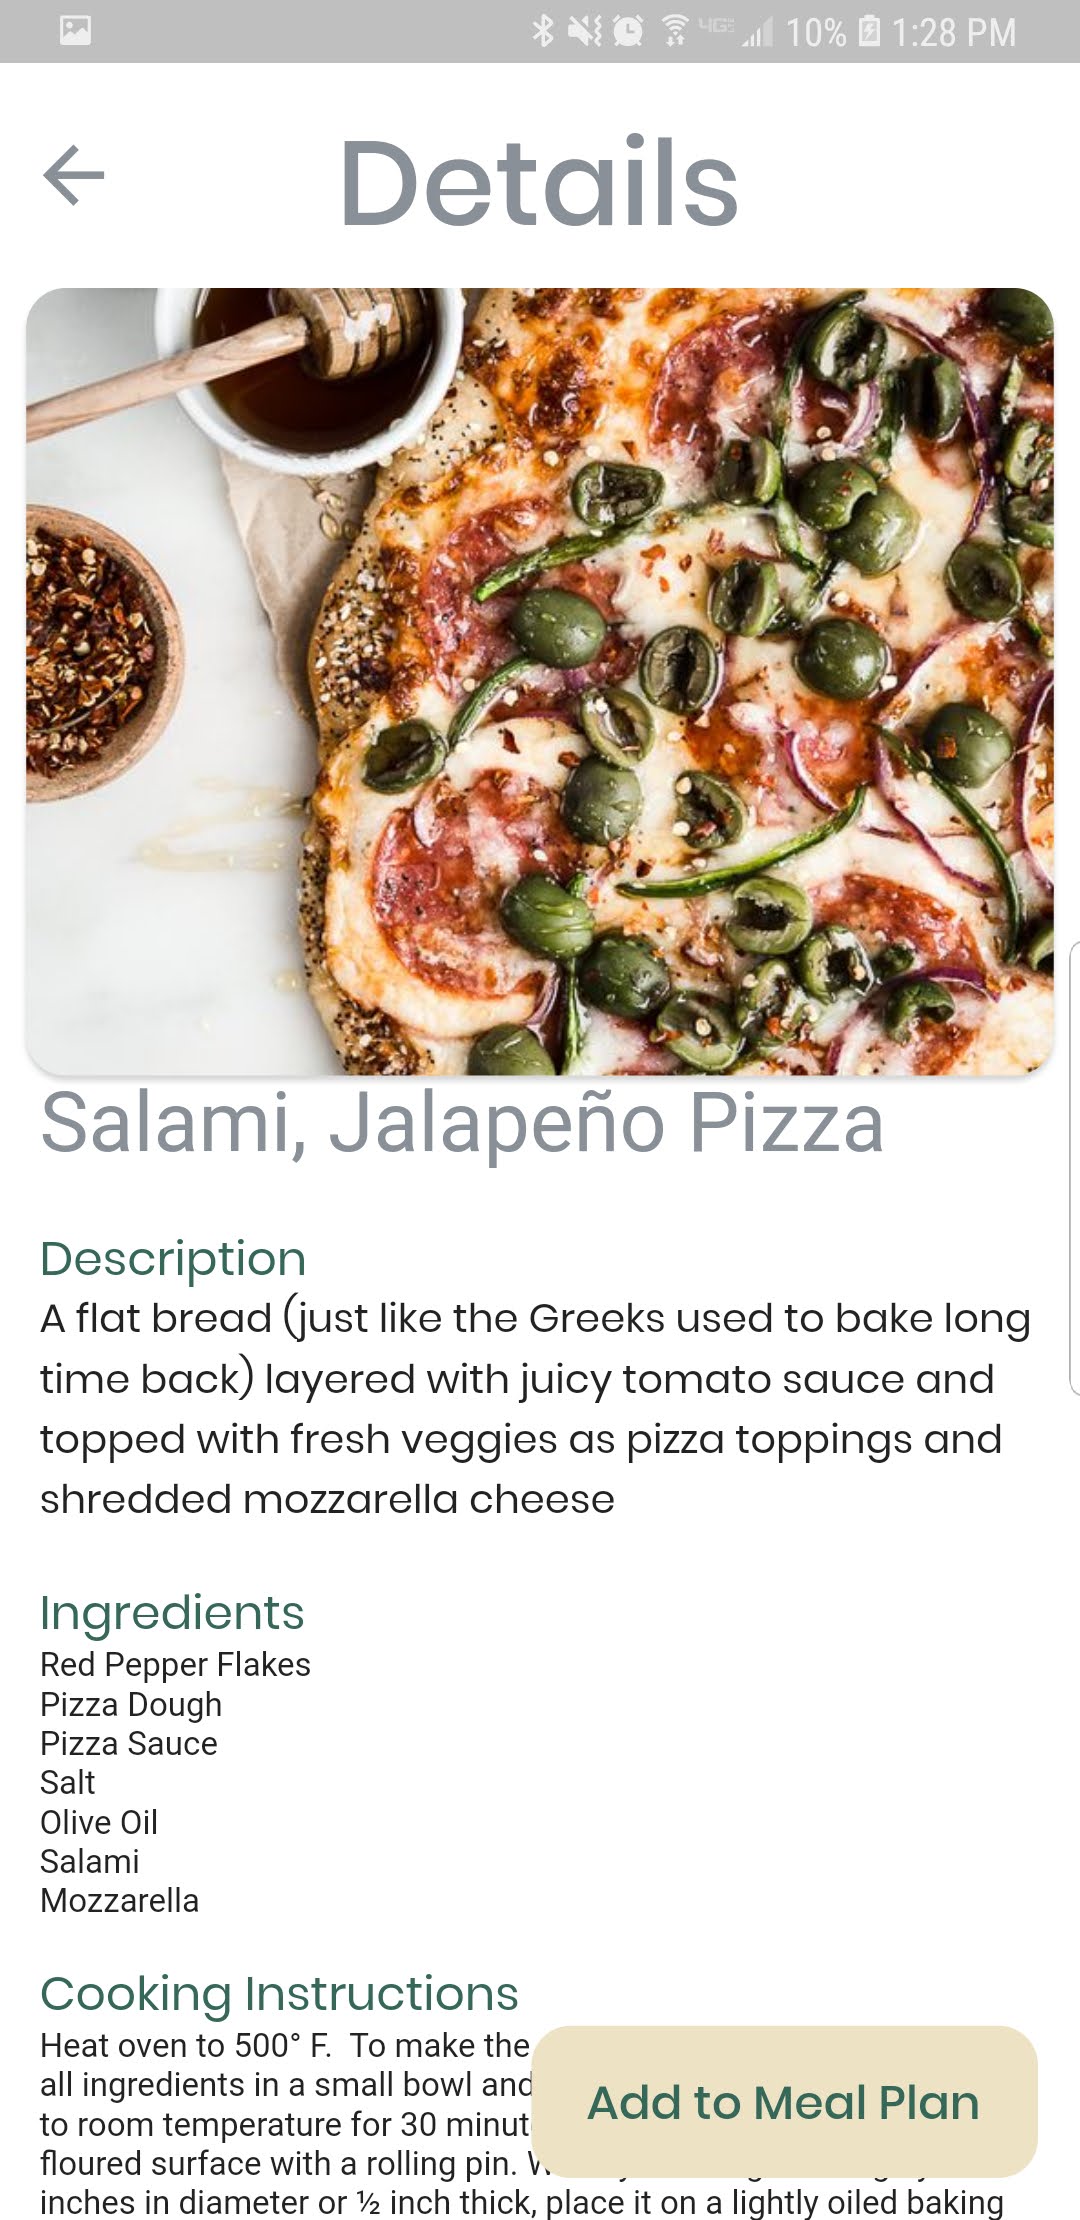 4GE 10% 1:28 PM
Details
Salami, Jalapeño Pizza
Description
A flat bread (just like the Greeks used to bake long
time back) layered with juicy tomato sauce and
topped with fresh veggies as pizza toppings and
shredded mozzarella cheese
Ingredients
Red Pepper Flakes
Pizza Dough
Pizza Sauce
Salt
Olive Oil
Salami
Mozzarella
Cooking Instructions
Heat oven to 500° F. To make the
all ingredients in a small bowl and
to room temperature for 30
floured surface with a rolling pin.
inches in diameter or ½ inch thick, place it on a lightly oiled baking
Add to Meal Plan